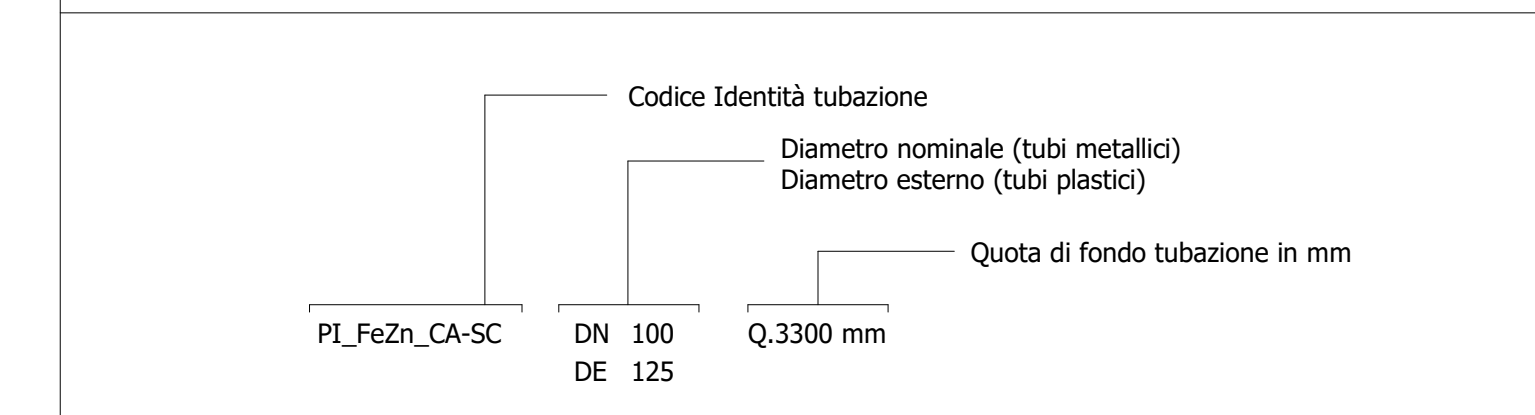 Codice Identità tubazione
Diametro nominale (tubi metallici)
Diametro esterno (tubi plastici)
Quota di fondo tubazione in mm
PI_FeZn_CA-SC DN 100 Q.3300 mm
DE 125